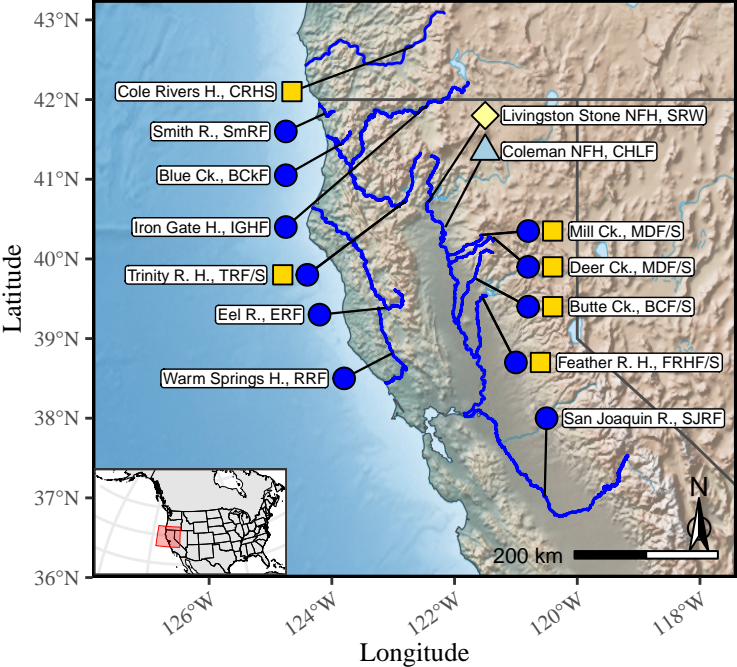 43°N
42°N
41°N
40°N
39°N
38°N
37°N
36°N
Latitude
Cole Rivers H., CRHS
Smith R., SmRF
Blue Ck., BCkF
Iron Gate H., IGHF
Trinity R. H., TRF/S
Eel R., ERF
Warm Springs H., RRF
Livingston Stone NFH, SRW
Coleman NFH, CHLF
Mill Ck., MDF/S
Deer Ck., MDF/S
Butte Ck., BCF/S
Feather R. H., FRHF/S
San Joaquin R., SJRF
N
200 km
126°W
124°W
122°W
120°W
118°W
Longitude